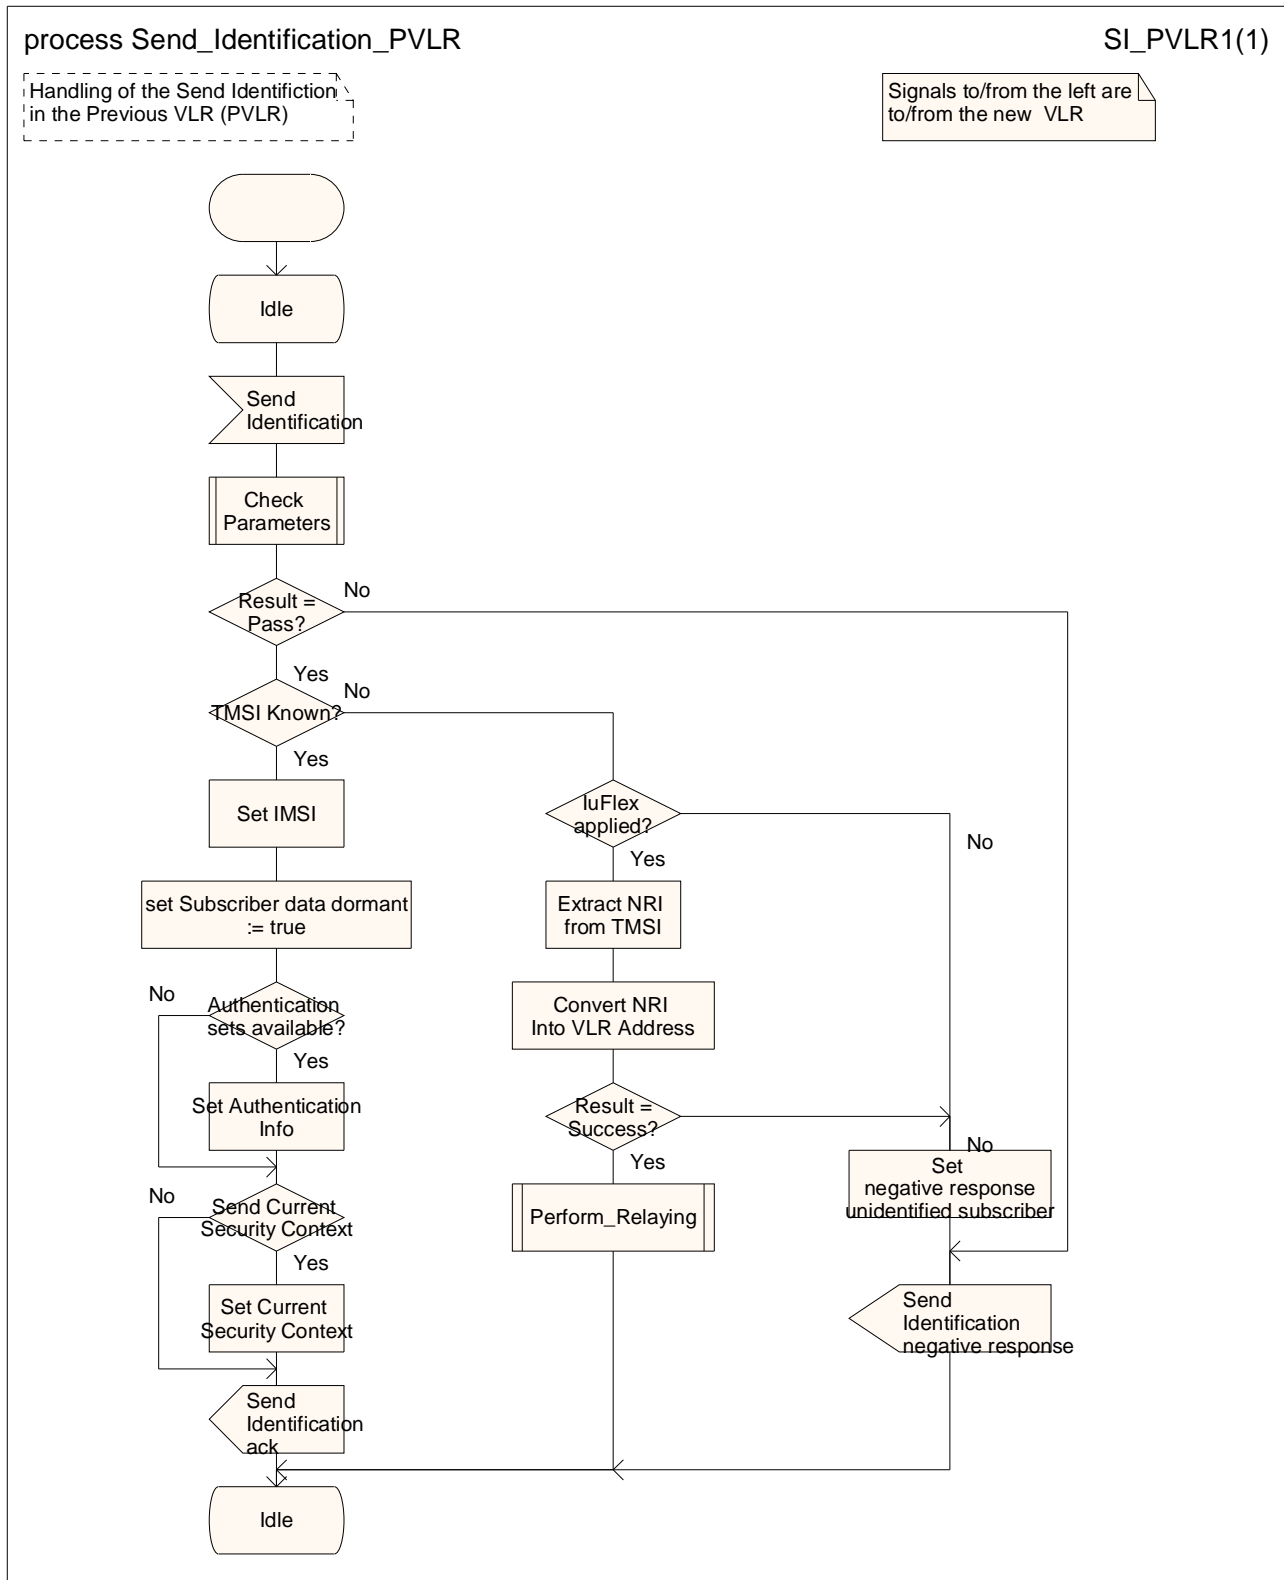 process Send_Identification_PVLR
SI_PVLR1(1)
Handling of the Send Identifiction
in the Previous VLR (PVLR)
Signals to/from the left are
to/from the new VLR
Idle
Send
Identification
Check
Parameters
Result =
Pass?
No
Yes
TMSI Known?
No
Yes
Set IMSI
IuFlex
applied?
No
Yes
set Subscriber data dormant
:= true
Extract NRI
from TMSI
Authentication
sets available?
No
Yes
Convert NRI
Into VLR Address
Set Authentication
Info
Result =
Success?
No
Yes
Set
negative response
unidentified subscriber
Send Current
Security Context
No
Yes
Perform_Relaying
Set Current
Security Context
Send
Identification
negative response
Send
Identification
ack
Idle